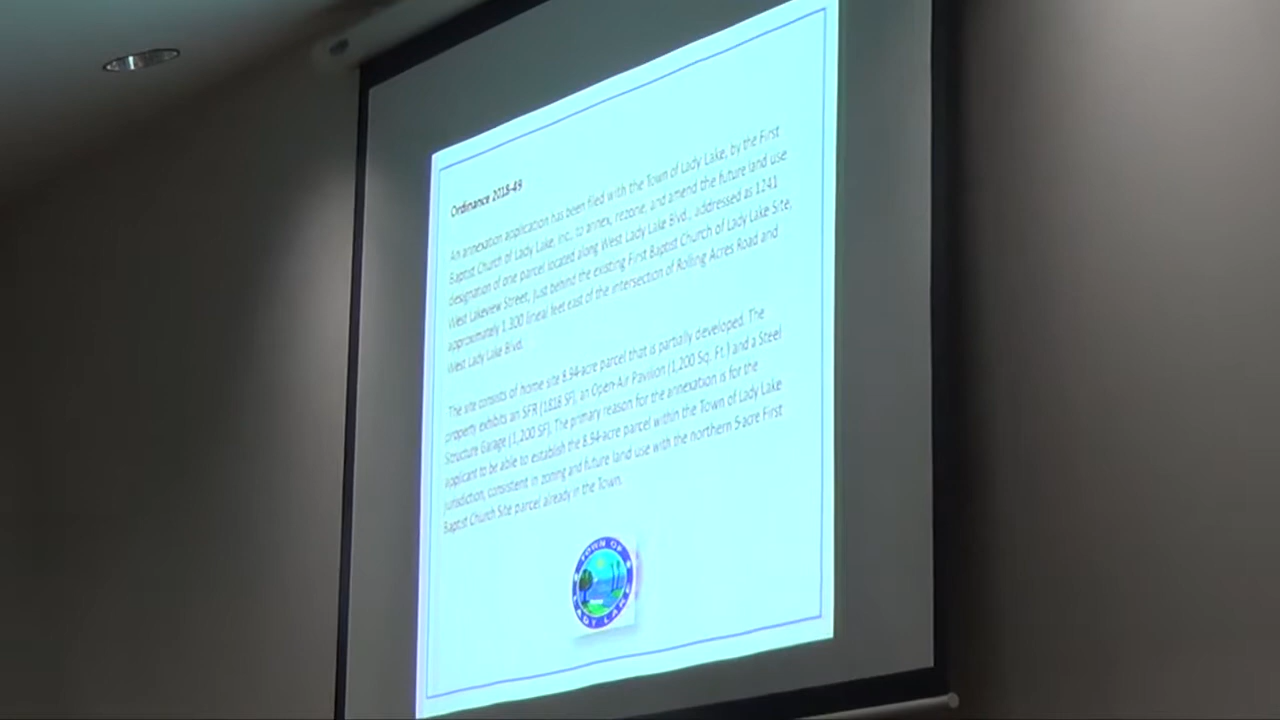 Ordinance 2018-49
An annexation application has been filed with the Town of Lady Lake, by the First
Baptist Church of Lady Lake, Inc., to annex, rezone, and amend the future land use
designation of one parcel located along West Lady Lake Blvd., addressed as 1241
West Lakeview Street, just behind the existing First Baptist Church of Lady Lake Site,
approximately 1,300 lineal feet east of the intersection of Rolling Acres Road and
West Lady Lake Blvd.
The site consists of home site 8.94-acre parcel that is partially developed. The
property exhibits an SFR (1818 SF), an Open-Air Pavilion (1,200 Sq. Ft.) and a Steel
Structure Garage (1,200 SF). The primary reason for the annexation is for the
applicant to be able to establish the 8.94-acre parcel within the Town of Lady Lake
jurisdiction, consistent in zoning and future land use with the northern 5-acre First
Baptist Church Site parcel already in the Town.
TOWN OF
LADY LAKE